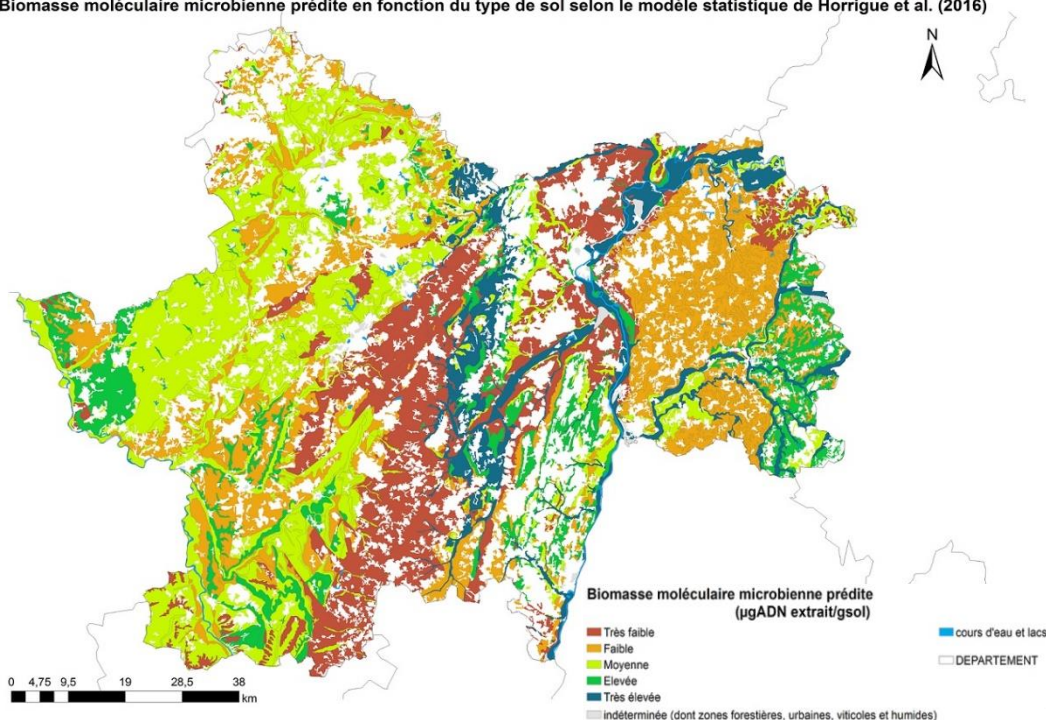 Biomasse moléculaire microbienne prédite en fonction du type de sol selon le modèle statistique de Horrigue et al. (2016)
N
Biomasse moléculaire microbienne prédite
(µgADN extrait/gsol)
Très faible
Faible
Moyenne
Elevée
Très élevée
indéterminée (dont zones forestières, urbaines, viticoles et humides)
cours d'eau et lacs
DEPARTEMENT
0 4,75 9,5 19 28,5 38
km